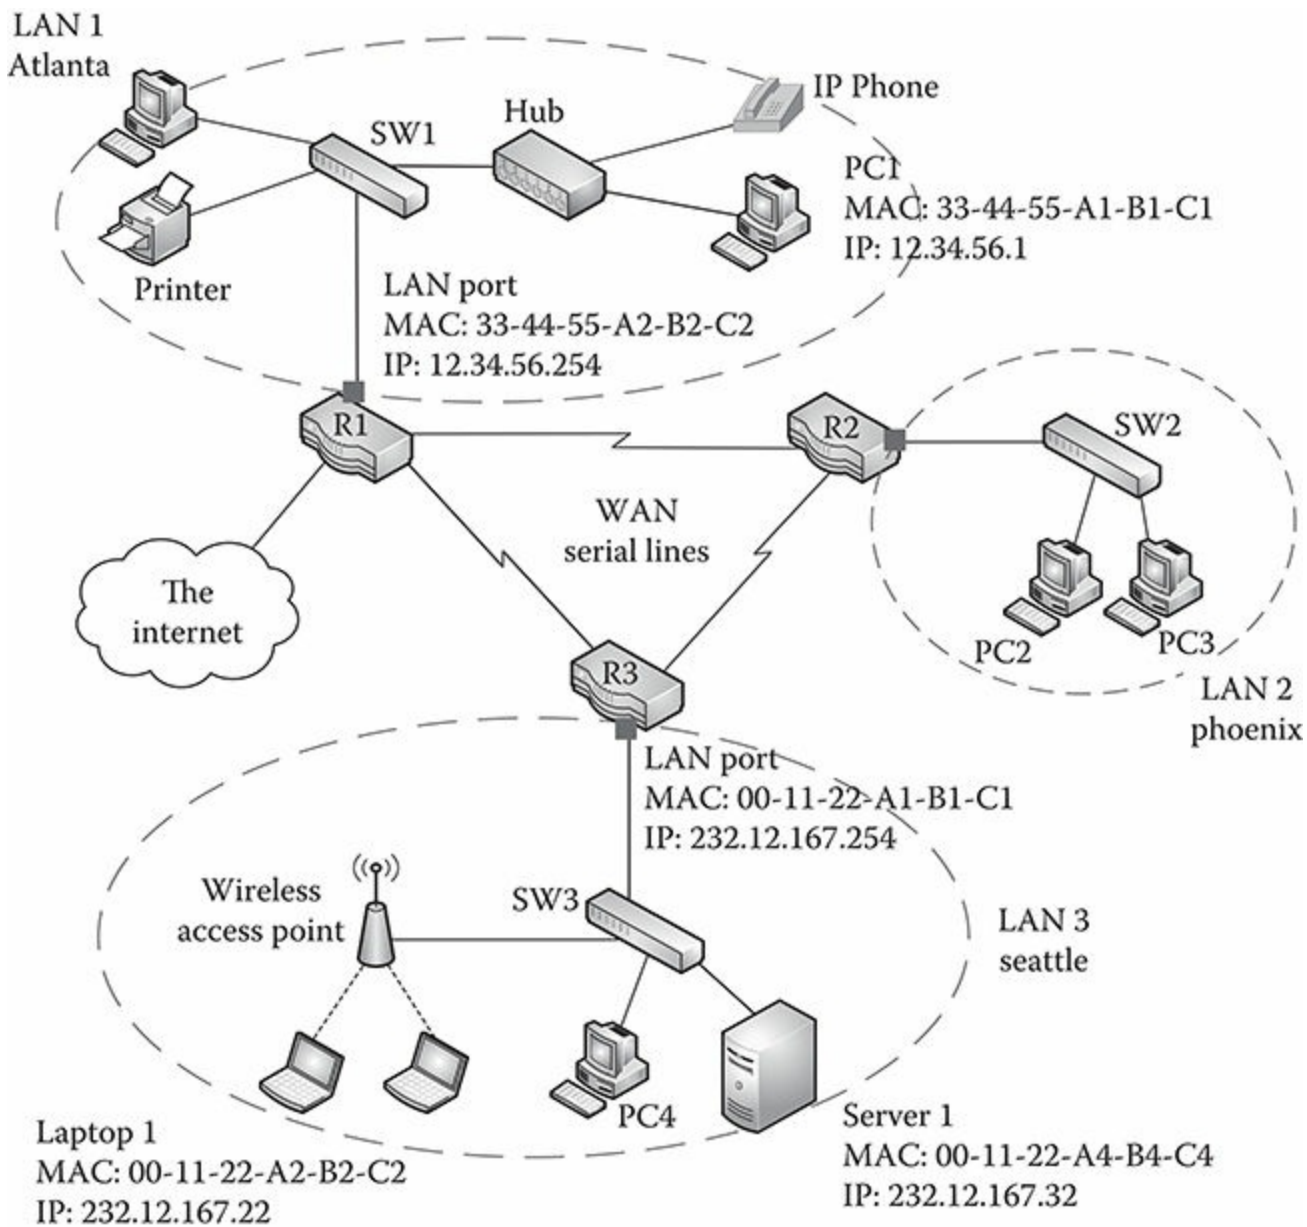 LAN 1
Atlanta
SW1
Hub
IP Phone
Printer
PC1
MAC: 33-44-55-A1-B1-C1
IP: 12.34.56.1
LAN port
MAC: 33-44-55-A2-B2-C2
IP: 12.34.56.254
R1
R2
SW2
WAN
serial lines
The
internet
PC2
PC3
LAN 2
phoenix
R3
LAN port
MAC: 00-11-22-A1-B1-C1
IP: 232.12.167.254
Wireless
access point
SW3
LAN 3
seattle
PC4
Laptop 1
MAC: 00-11-22-A2-B2-C2
IP: 232.12.167.22
Server 1
MAC: 00-11-22-A4-B4-C4
IP: 232.12.167.32